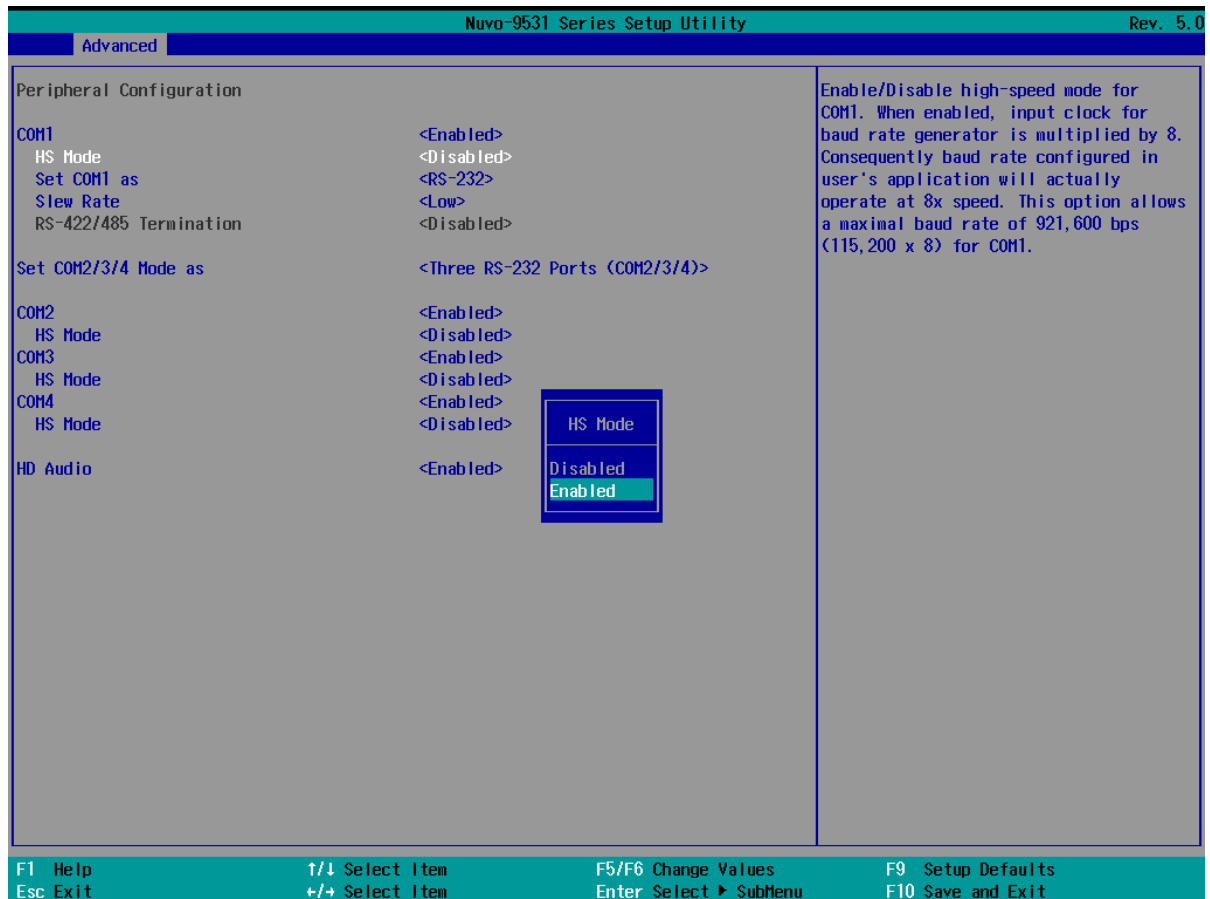 Nuvo-9531 Series Setup Utility Rev. 5.0
Advanced
Peripheral Configuration
COM1 <Enabled>
HS Mode <Disabled>
Set COM1 as <RS-232>
Slew Rate <Low>
RS-422/485 Termination <Disabled>
Set COM2/3/4 Mode as <Three RS-232 Ports (COM2/3/4)>
COM2 <Enabled>
HS Mode <Disabled>
COM3 <Enabled>
HS Mode <Disabled>
COM4 <Enabled>
HS Mode <Disabled>
HD Audio <Enabled>
HS Mode
Disabled
Enabled
Enable/Disable high-speed mode for
COM1. When enabled, input clock for
baud rate generator is multiplied by 8.
Consequently baud rate configured in
user's application will actually
operate at 8x speed. This option allows
a maximal baud rate of 921,600 bps
(115,200 x 8) for COM1.
F1 Help ↑/↓ Select Item F5/F6 Change Values F9 Setup Defaults
Esc Exit ←/→ Select Item Enter Select ▶ SubMenu F10 Save and Exit